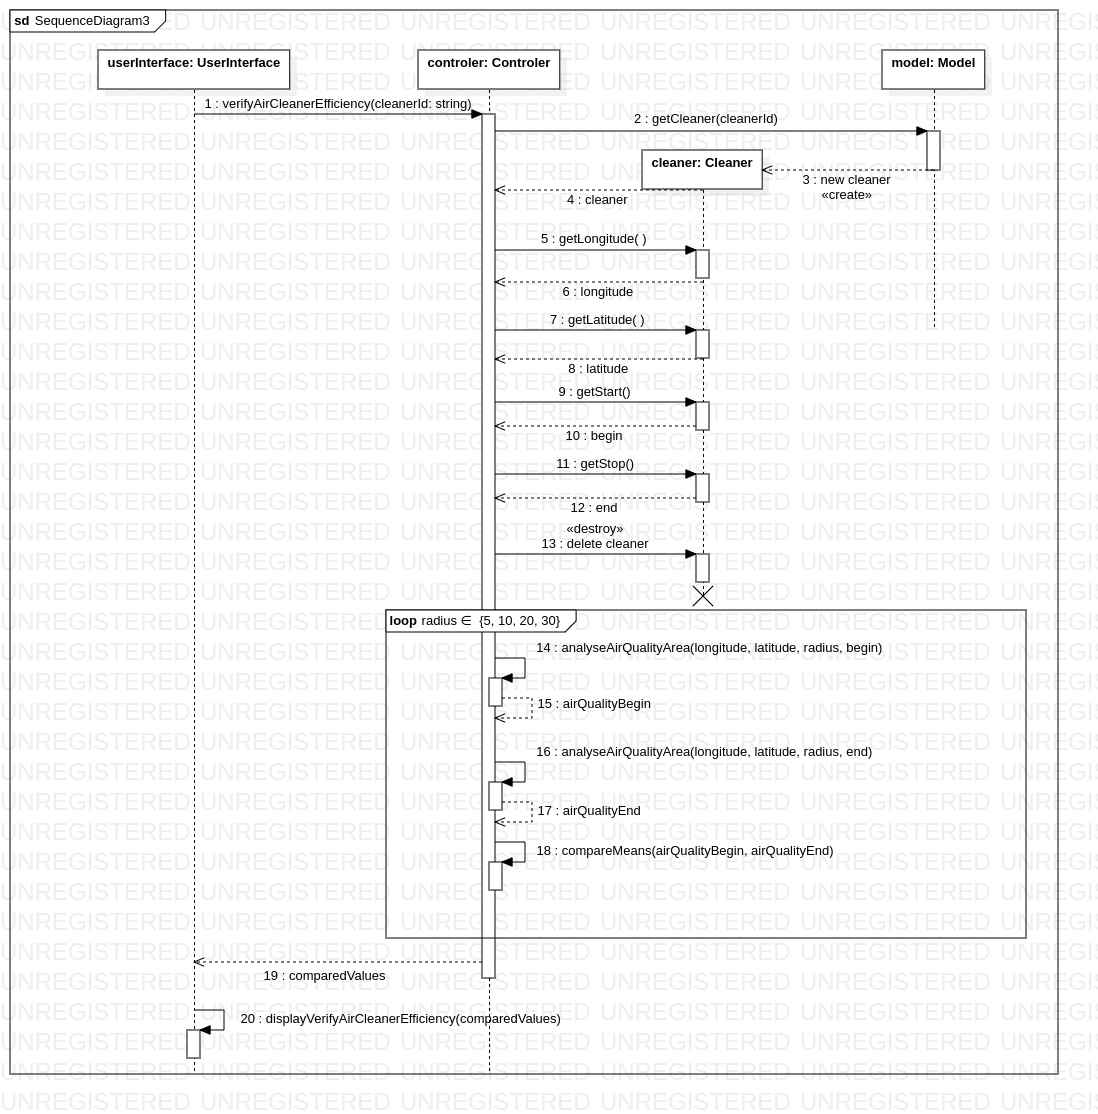 sd SequenceDiagram3
userInterface: UserInterface
controler: Controler
model: Model
1 : verifyAirCleanerEfficiency(cleanerId: string)
2 : getCleaner(cleanerId)
cleaner: Cleaner
3 : new cleaner
«create»
4 : cleaner
5 : getLongitude( )
6 : longitude
7 : getLatitude( )
8 : latitude
9 : getStart()
10 : begin
11 : getStop()
12 : end
«destroy»
13 : delete cleaner
loop radius ∈ {5, 10, 20, 30}
14 : analyseAirQualityArea(longitude, latitude, radius, begin)
15 : airQualityBegin
16 : analyseAirQualityArea(longitude, latitude, radius, end)
17 : airQualityEnd
18 : compareMeans(airQualityBegin, airQualityEnd)
19 : comparedValues
20 : displayVerifyAirCleanerEfficiency(comparedValues)
UNREGISTERED